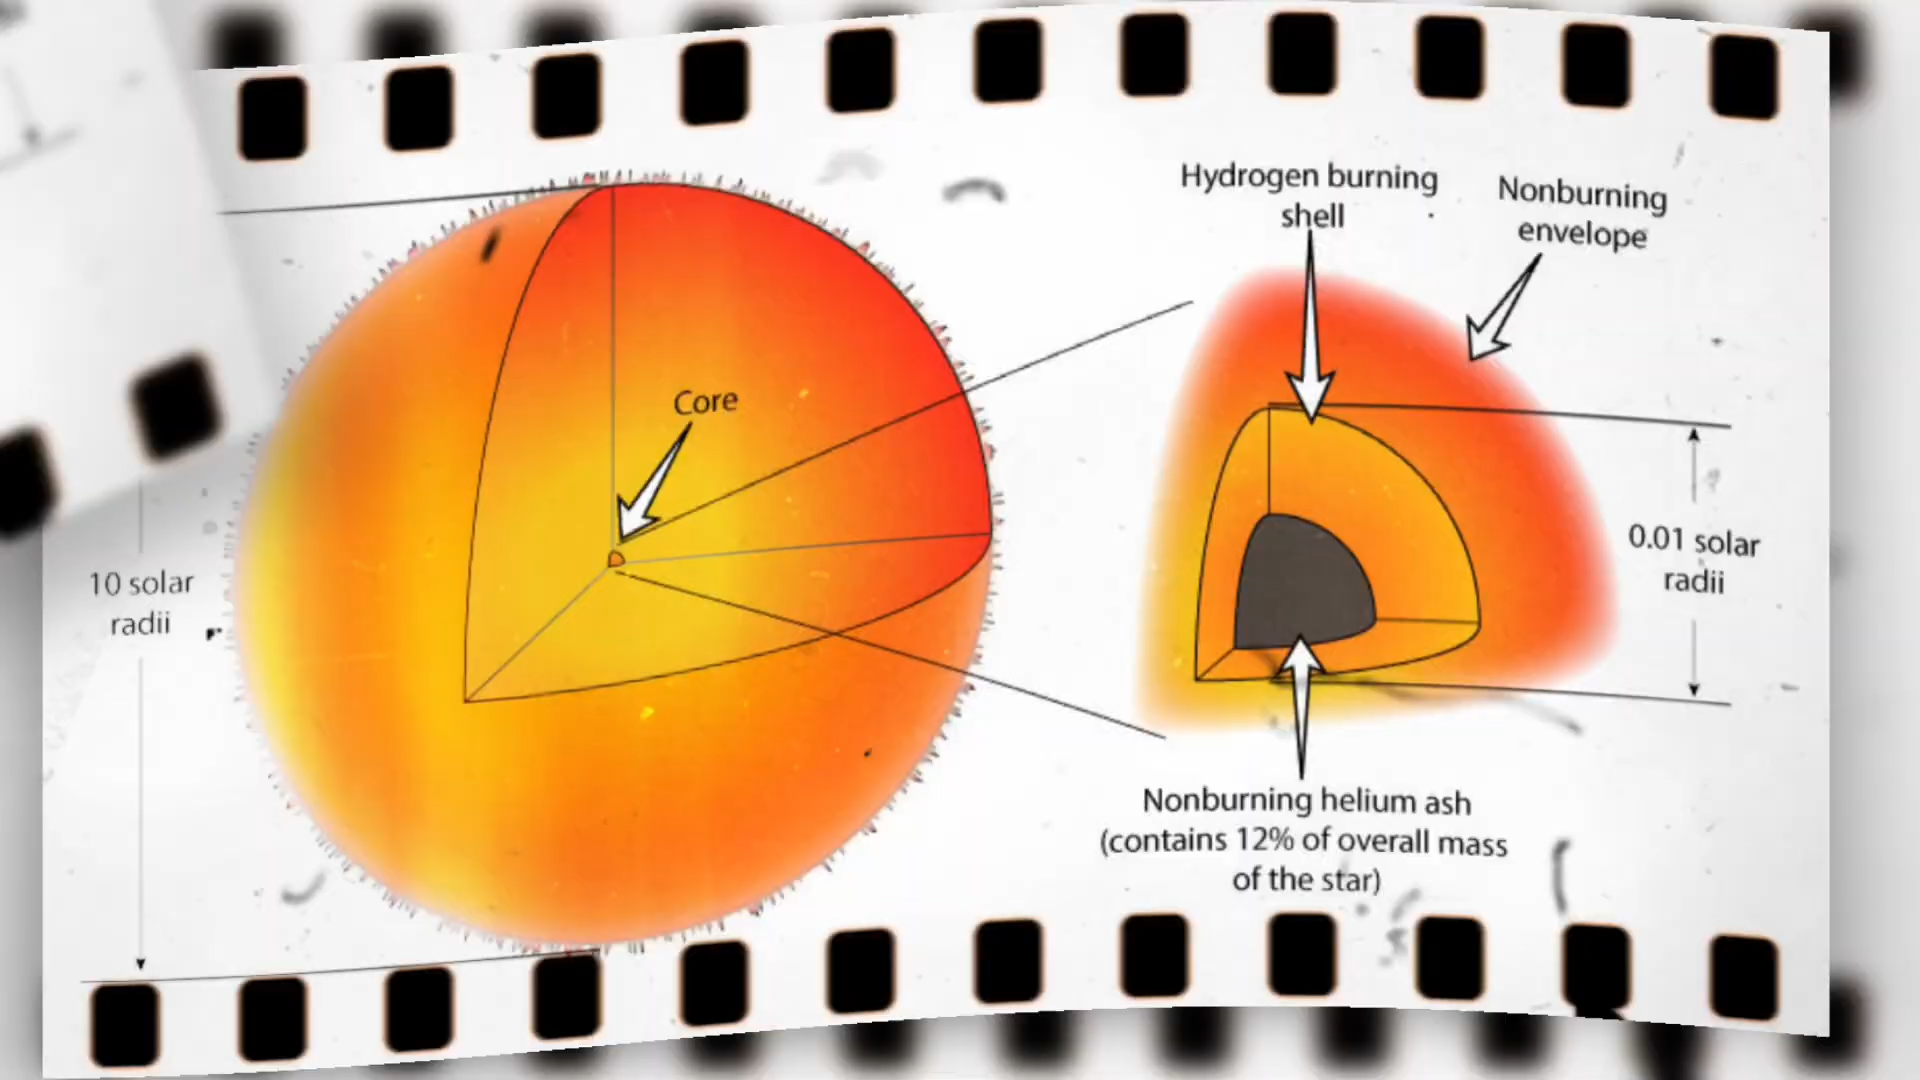 Hydrogen burning
shell
Nonburning
envelope
Core
10 solar
radii
0.01 solar
radii
Nonburning helium ash
(contains 12% of overall mass
of the star)